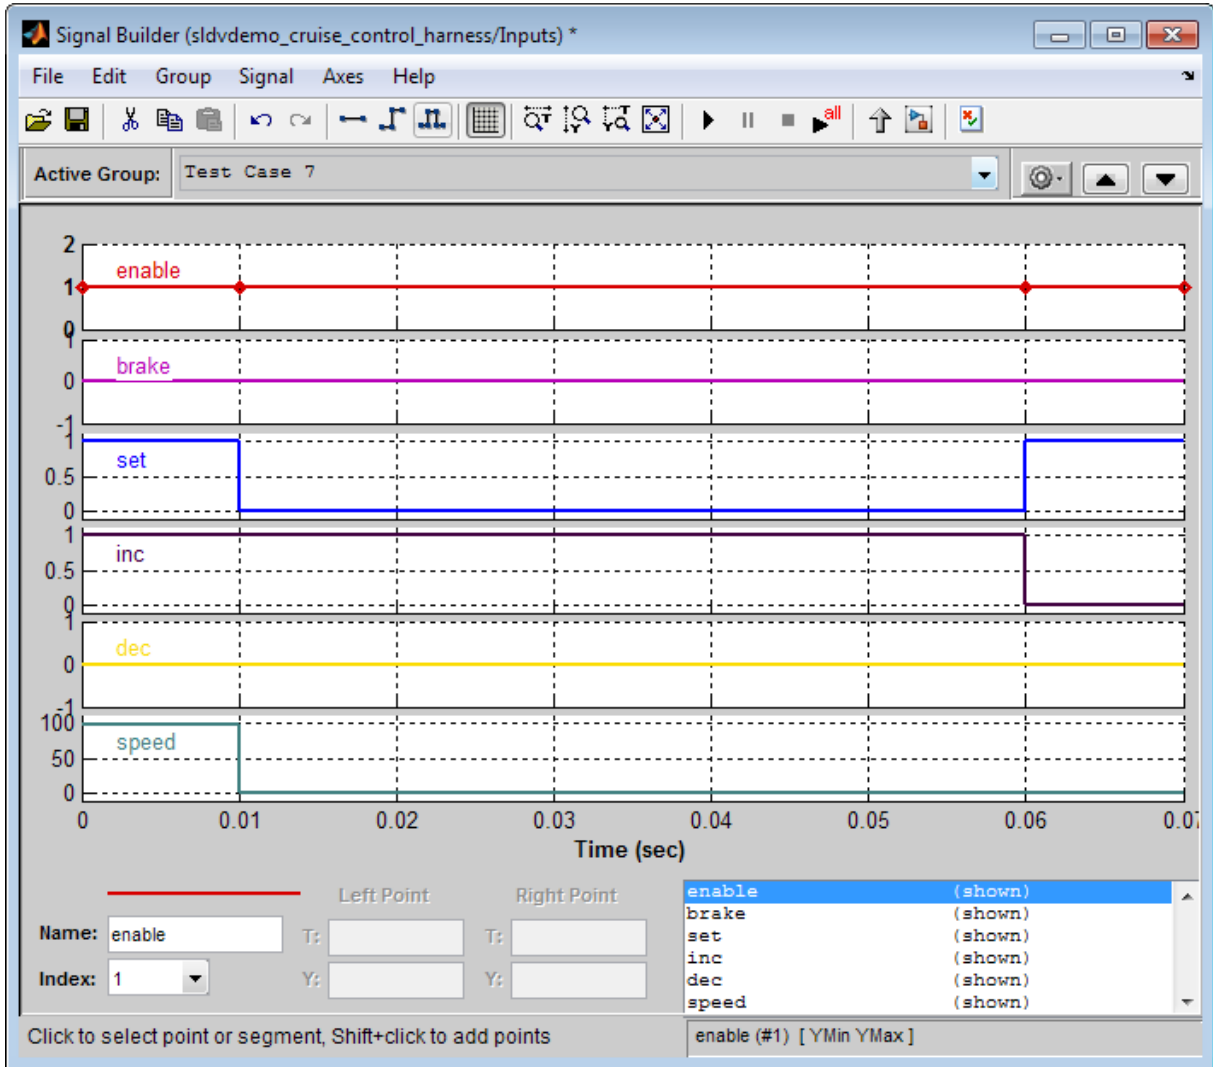 Signal Builder (sldvdemo_cruise_control_harness/Inputs) *
File Edit Group Signal Axes Help
all
Active Group: Test Case 7
2
enable
1
0
1
brake
0
-1
1
set
0.5
0
1
inc
0.5
0
1
dec
0
-1
100
speed
50
0
0 0.01 0.02 0.03 0.04 0.05 0.06 0.07
Time (sec)
Left Point Right Point
Name: enable T: T:
Index: 1 Y: Y:
enable (shown)
brake (shown)
set (shown)
inc (shown)
dec (shown)
speed (shown)
Click to select point or segment, Shift+click to add points
enable (#1) [ YMin YMax ]